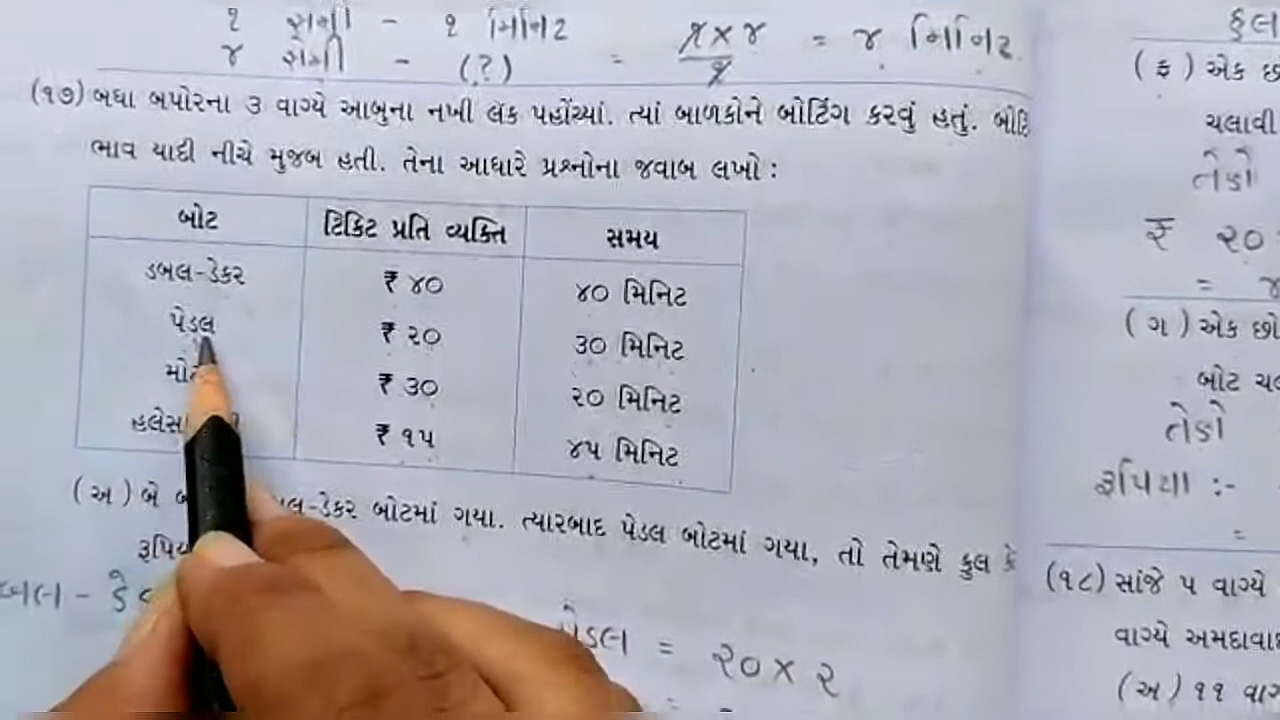 ૧ - ૧ મિનિટ
૪ - (?) = ૧ × ૪ / ૧ = ૪ મિનિટ
(૧૭) બધા બપોરના ૩ વાગ્યે આબુના નખી લૅક પહોંચ્યાં. ત્યાં બાળકોને બોટિંગ કરવું હતું.
ભાવ યાદી નીચે મુજબ હતી. તેના આધારે પ્રશ્નોના જવાબ લખો :
બોટ ટિકિટ પ્રતિ વ્યક્તિ સમય
ડબલ-ડેકર ₹ ૪૦ ૪૦ મિનિટ
પેડલ ₹ ૨૦ ૩૦ મિનિટ
₹ ૩૦ ૨૦ મિનિટ
₹ ૧૫ ૪૫ મિનિટ
(અ) બે લ-ડેકર બોટમાં ગયા. ત્યારબાદ પેડલ બોટમાં ગયા, તો તેમણે કુલ
પેડલ = ૨૦ × ૨
કુલ
(ફ) એક
ચલાવી
તેઓ
₹ ૨૦
=
(ગ) એક છો
બોટ
તેઓ
રૂપિયા :-
=
(૧૮) સાંજે ૫ વાગ્યે
વાગ્યે
(અ) ૧૧